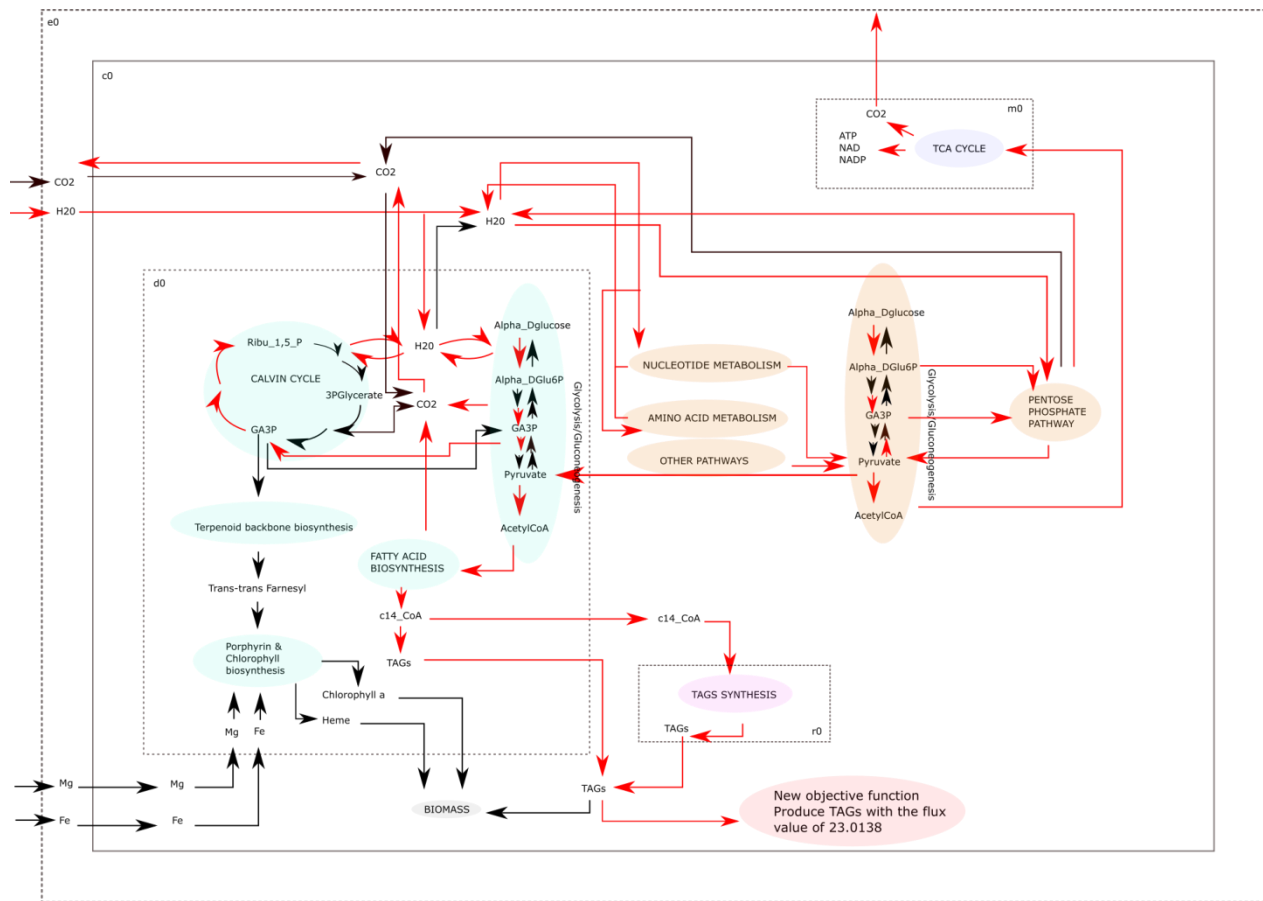 e0
c0
m0
CO2
ATP
NAD
NADP
TCA CYCLE
CO2
CO2
H20
H20
d0
Ribu_1,5_P
CALVIN CYCLE
3PGlycerate
GA3P
H20
CO2
Alpha_Dglucose
Alpha_DGlu6P
GA3P
Pyruvate
AcetylCoA
Glycolysis/Gluconeogenesis
NUCLEOTIDE METABOLISM
AMINO ACID METABOLISM
OTHER PATHWAYS
Alpha_Dglucose
Alpha_DGlu6P
GA3P
Pyruvate
AcetylCoA
Glycolysis/Gluconeogenesis
PENTOSE
PHOSPHATE
PATHWAY
Terpenoid backbone biosynthesis
FATTY ACID
BIOSYNTHESIS
Trans-trans Farnesyl
c14_CoA
c14_CoA
Porphyrin &
Chlorophyll
biosynthesis
TAGs
Chlorophyll a
Heme
TAGS SYNTHESIS
TAGs
r0
Mg
Fe
Mg
Mg
Fe
Fe
BIOMASS
TAGs
New objective function
Produce TAGs with the flux
value of 23.0138